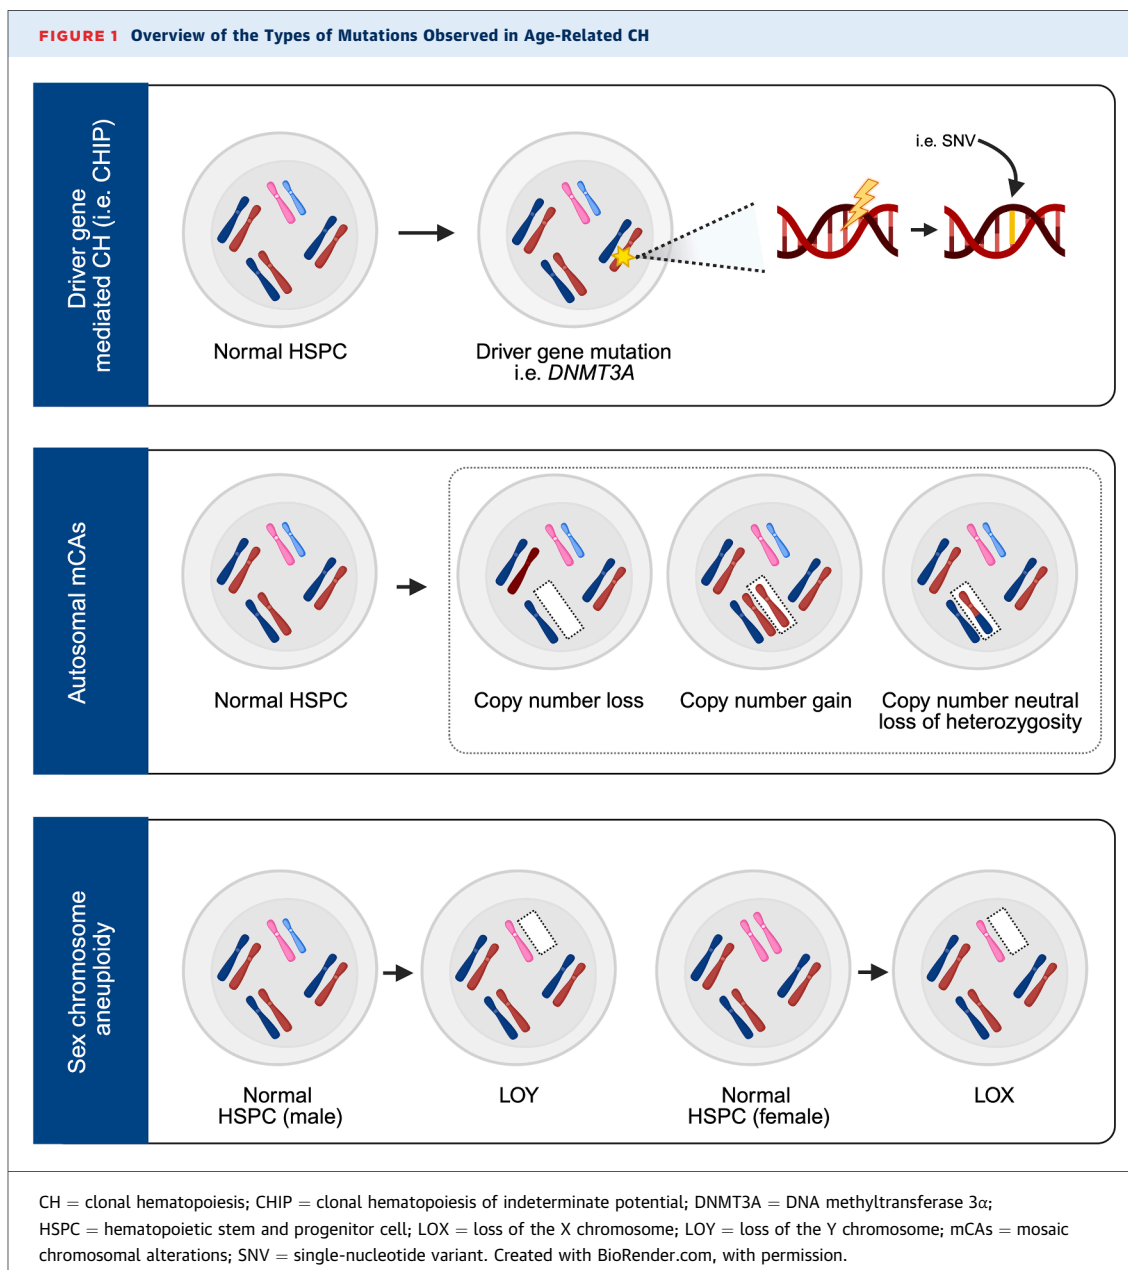 FIGURE 1 Overview of the Types of Mutations Observed in Age-Related CH
Driver gene
mediated CH (i.e. CHIP)
i.e. SNV
Normal HSPC
Driver gene mutation
i.e. DNMT3A
Autosomal mCAs
Normal HSPC
Copy number loss
Copy number gain
Copy number neutral
loss of heterozygosity
Sex chromosome
aneuploidy
Normal
HSPC (male)
LOY
Normal
HSPC (female)
LOX
CH = clonal hematopoiesis; CHIP = clonal hematopoiesis of indeterminate potential; DNMT3A = DNA methyltransferase 3α;
HSPC = hematopoietic stem and progenitor cell; LOX = loss of the X chromosome; LOY = loss of the Y chromosome; mCAs = mosaic
chromosomal alterations; SNV = single-nucleotide variant. Created with BioRender.com, with permission.